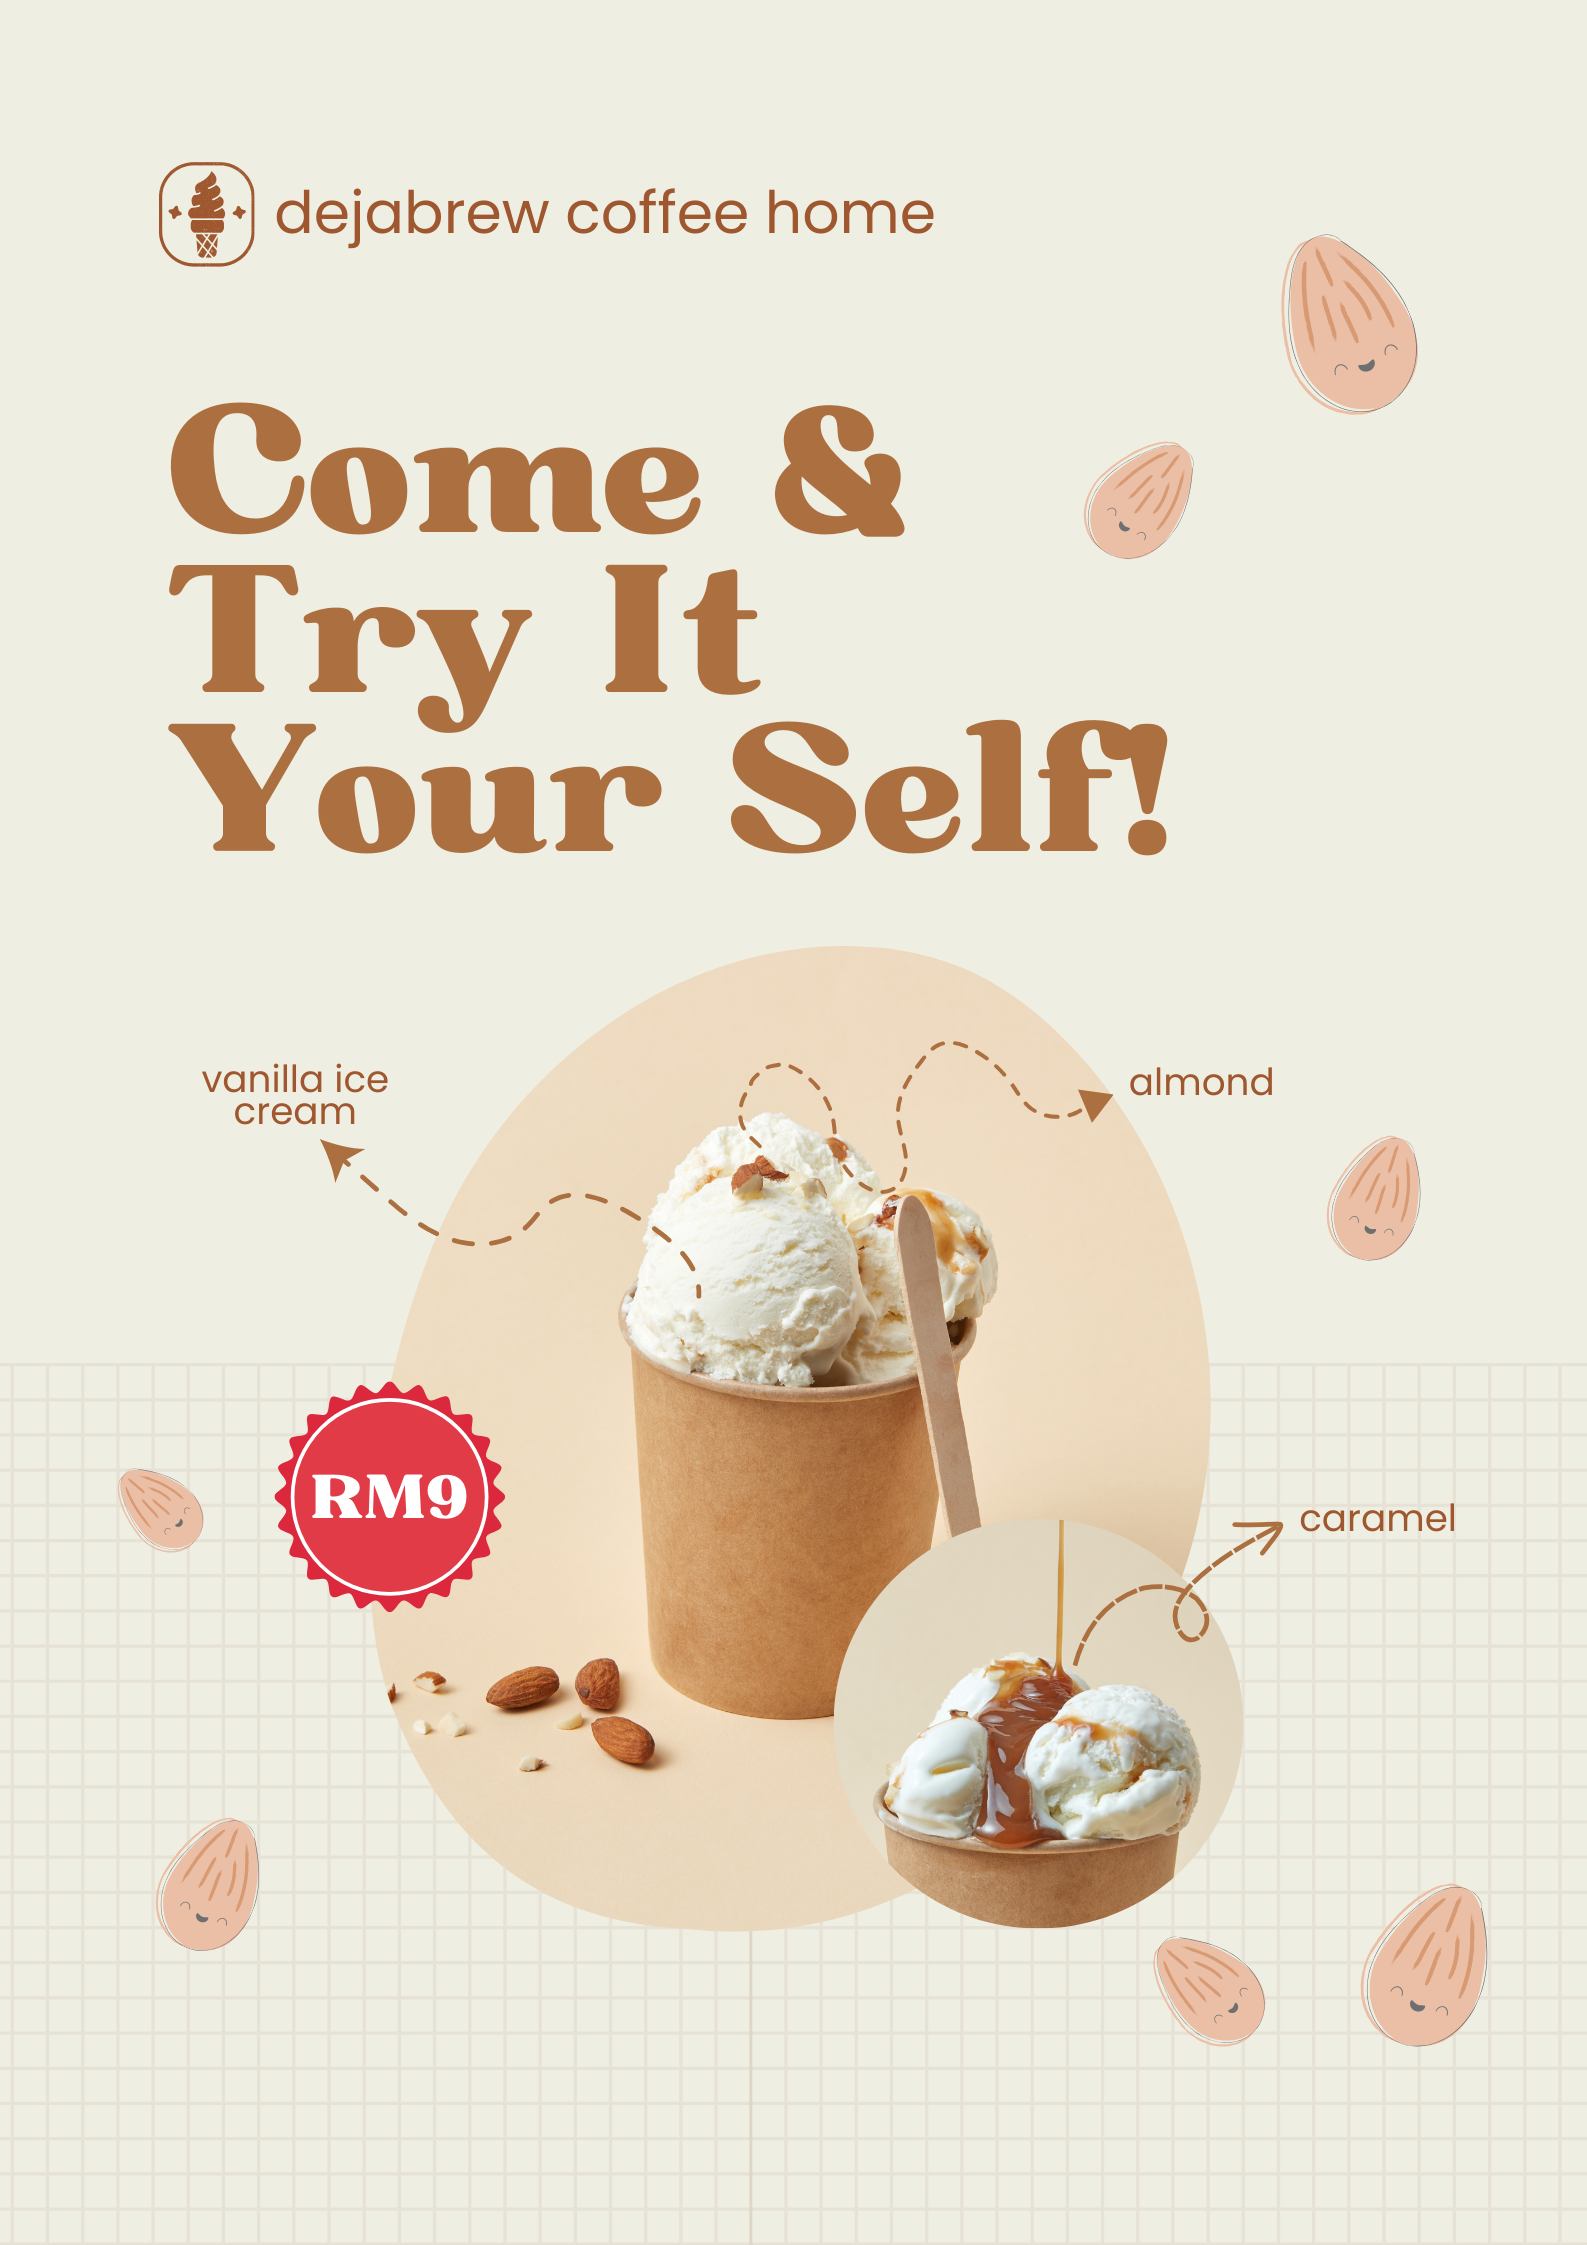 dejabrew coffee home
Come &
Try It
Your Self!
vanilla ice
cream
almond
RM9
caramel